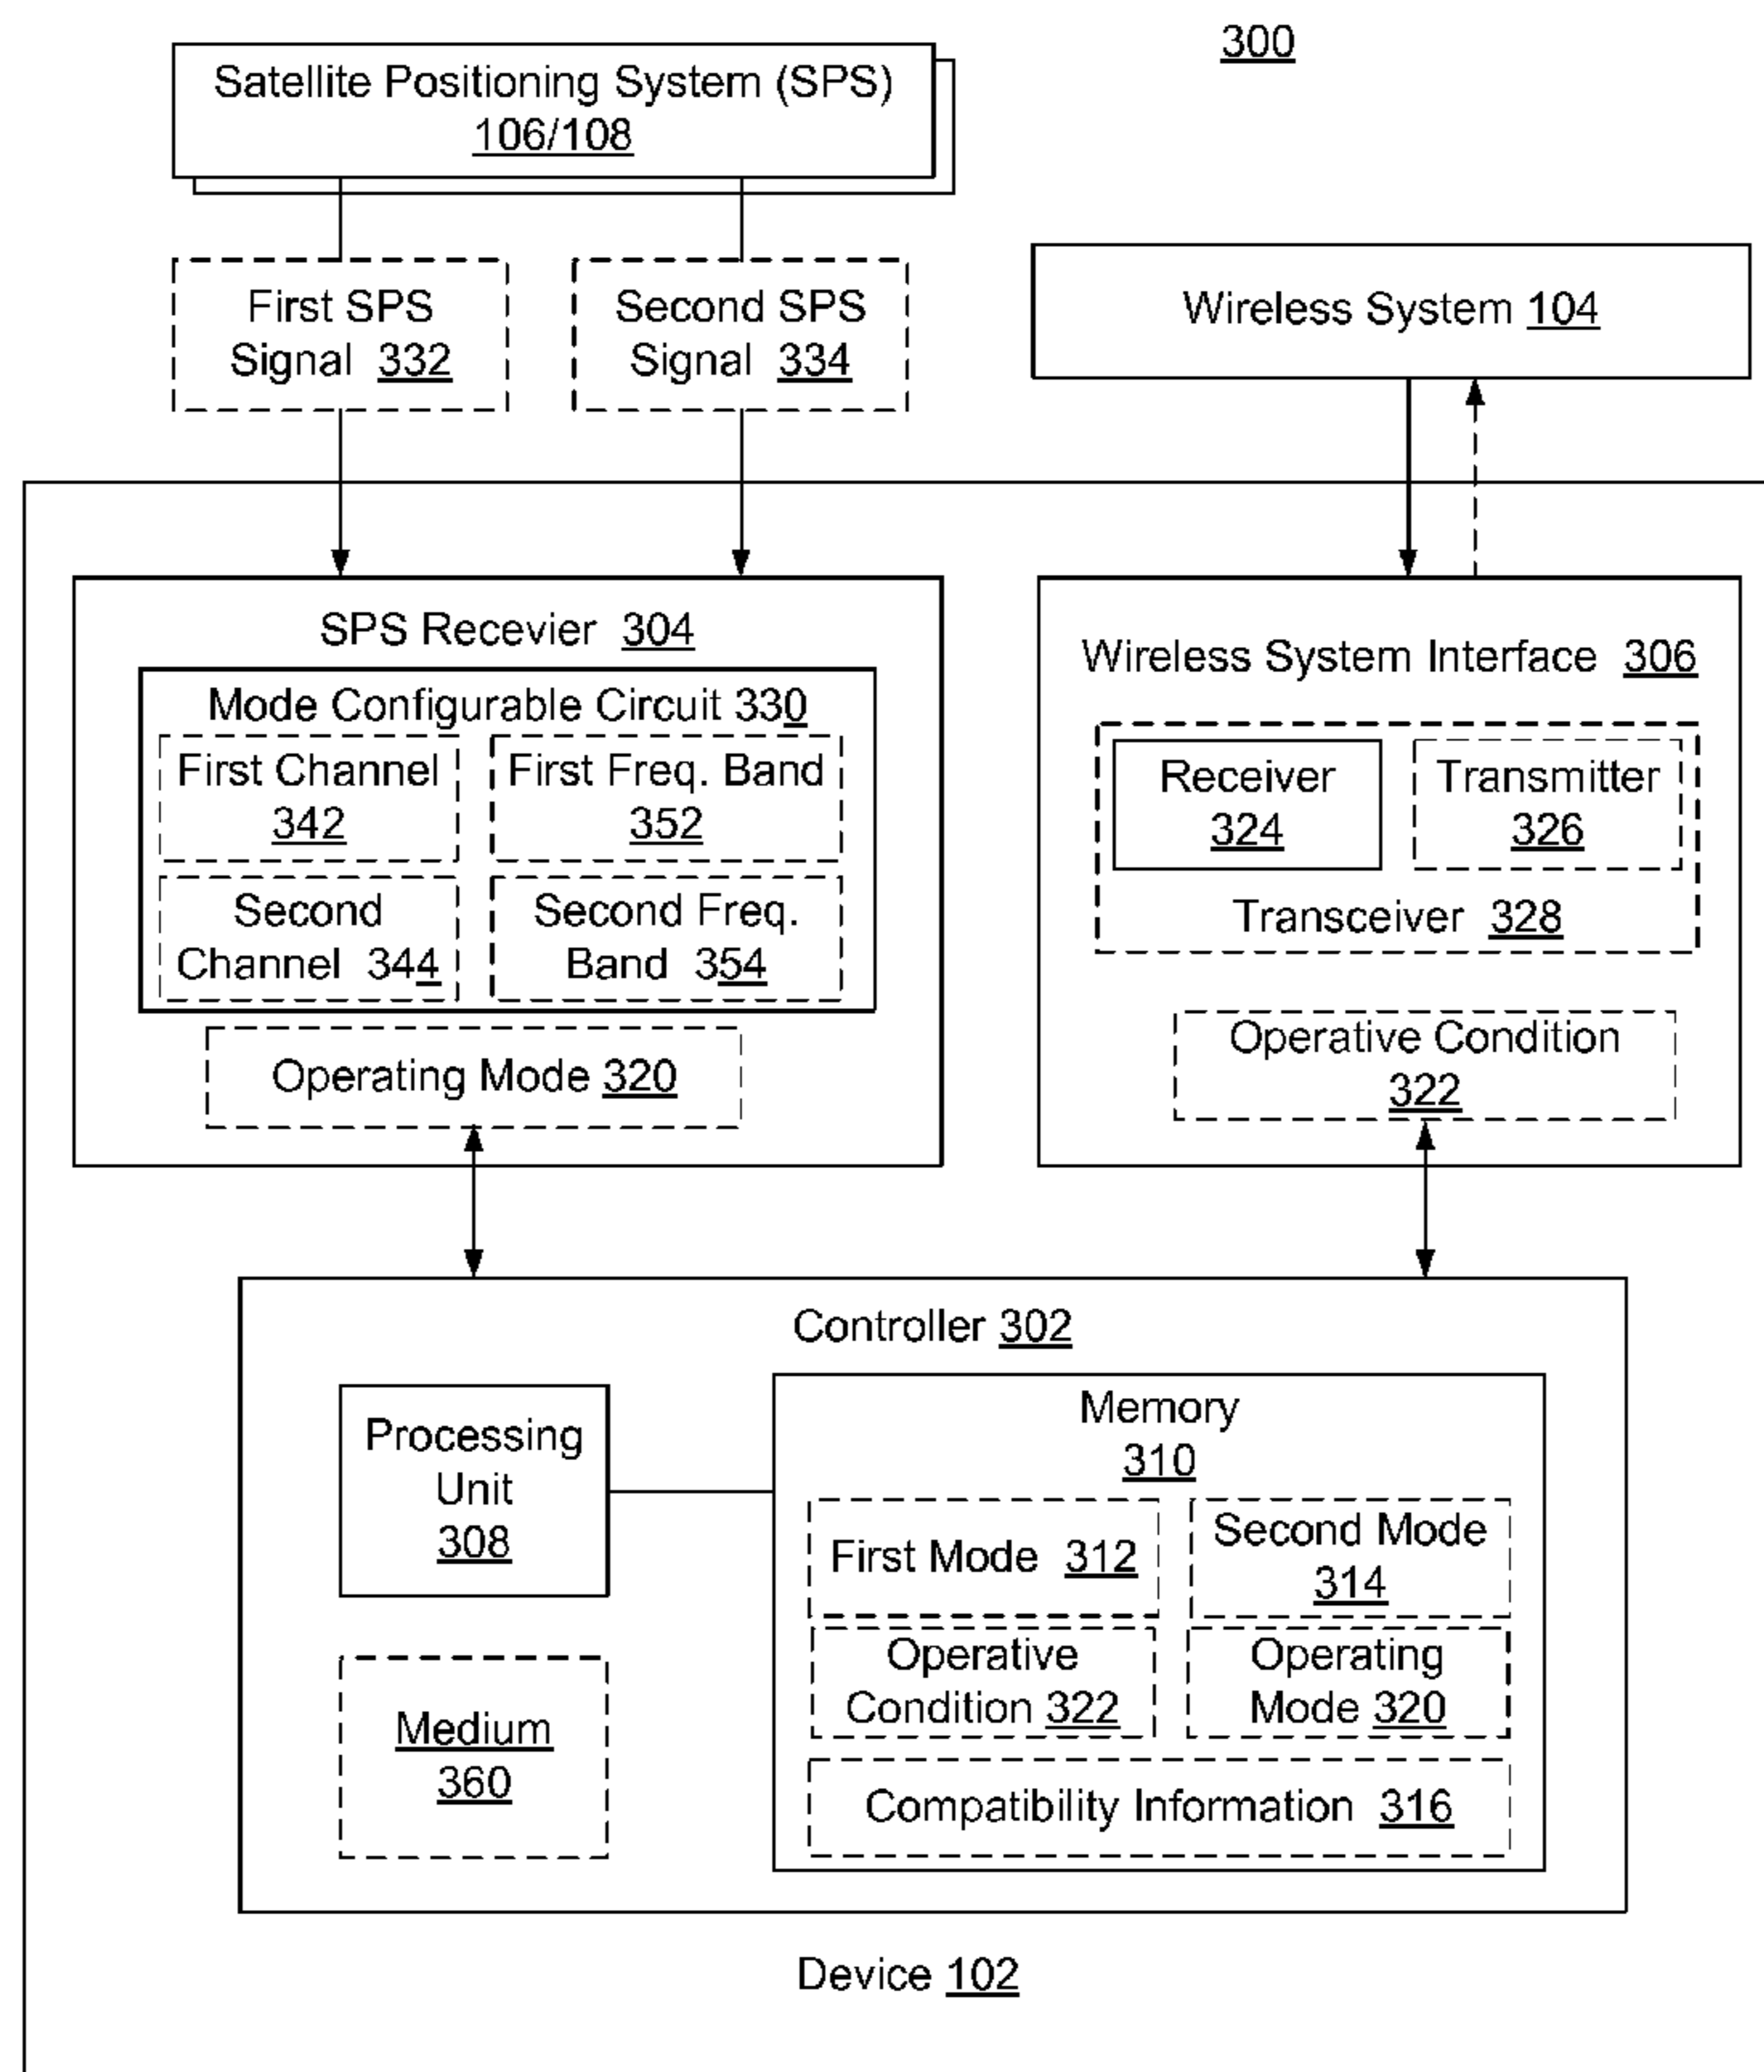 300
Satellite Positioning System (SPS)
106/108
First SPS
Signal 332
Second SPS
Signal 334
Wireless System 104
SPS Recevier 304
Mode Configurable Circuit 330
First Channel
342
First Freq. Band
352
Second
Channel 344
Second Freq.
Band 354
Operating Mode 320
Wireless System Interface 306
Receiver
324
Transmitter
326
Transceiver 328
Operative Condition
322
Controller 302
Processing
Unit
308
Memory
310
First Mode 312
Second Mode
314
Operative
Condition 322
Operating
Mode 320
Compatibility Information 316
Medium
360
Device 102